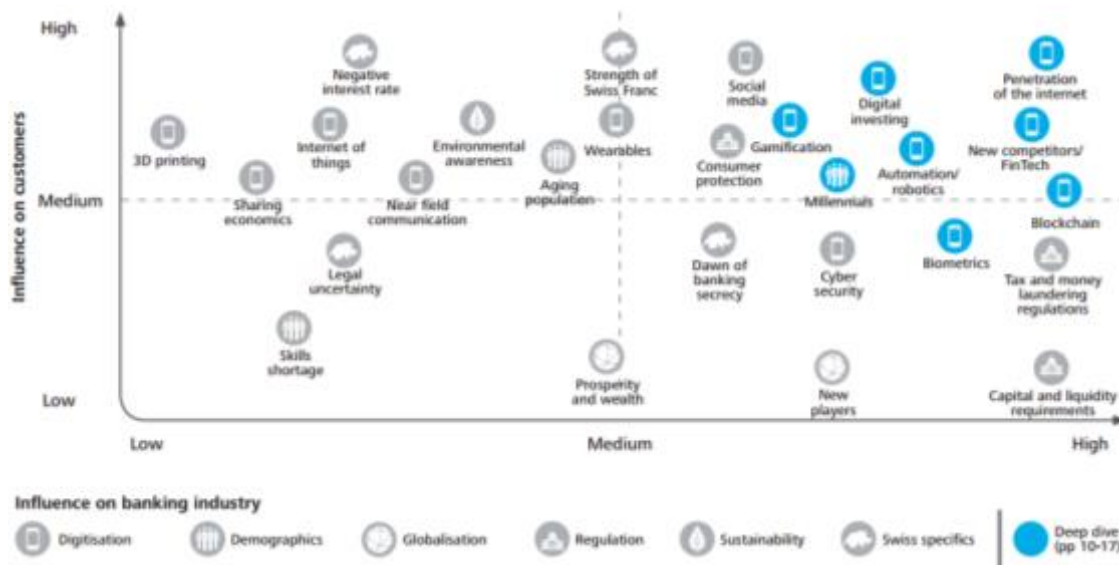 High
Negative
interest rate
Strength of
Swiss Franc
Social
media
Digital
investing
Penetration
of the internet
3D printing
Internet of
things
Environmental
awareness
Aging
population
Wearables
Consumer
protection
Gamification
Automation/
robotics
New competitors/
FinTech
Influence on customers
Medium
Sharing
economics
Near field
communication
Millennials
Blockchain
Legal
uncertainty
Dawn of
banking
secrecy
Cyber
security
Biometrics
Tax and money
laundering
regulations
Skills
shortage
Prosperity
and wealth
New
players
Capital and liquidity
requirements
Low
Low
Medium
High
Influence on banking industry
Digitisation
Demographics
Globalisation
Regulation
Sustainability
Swiss specifics
Deep dive
(pp 10-17)